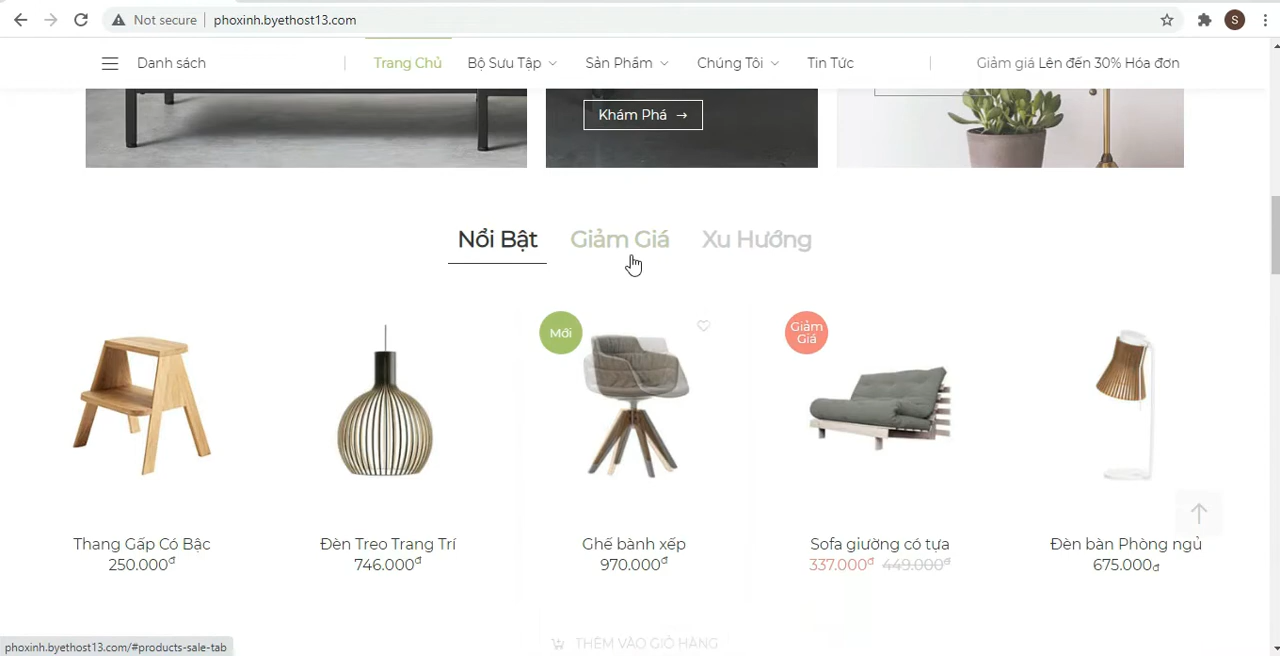 Not secure
phoxinh.byethost13.com
S
Danh sách
Trang Chủ
Bộ Sưu Tập
Sản Phẩm
Chúng Tôi
Tin Tức
Giảm giá Lên đến 30% Hóa đơn
Khám Phá →
Nổi Bật
Giảm Giá
Xu Hướng
Mới
Giảm
Giá
Thang Gấp Có Bậc
250.000đ
Đèn Treo Trang Trí
746.000đ
Ghế bành xếp
970.000đ
Sofa giường có tựa
337.000đ 449.000đ
Đèn bàn Phòng ngủ
675.000đ
THÊM VÀO GIỎ HÀNG
phoxinh.byethost13.com/#products-sale-tab